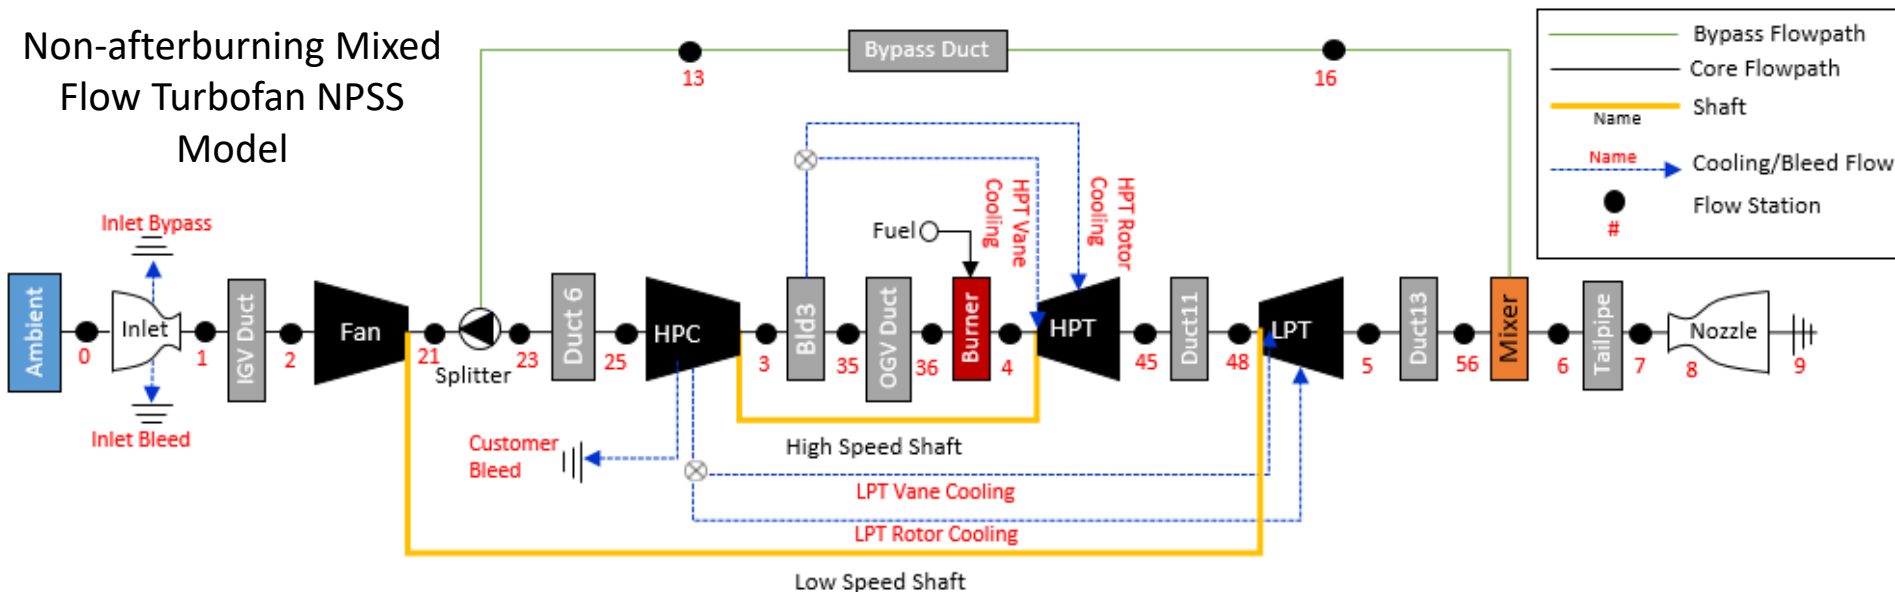 Non-afterburning Mixed
Flow Turbofan NPSS
Model
Bypass Duct
13
16
Bypass Flowpath
Core Flowpath
Shaft
Name
Name
Cooling/Bleed Flow
Flow Station
#
Inlet Bypass
Inlet Bleed
HPT Vane
Cooling
HPT Rotor
Cooling
Fuel
Ambient
0
Inlet
1
IGV Duct
2
Fan
21
Splitter
23
Duct 6
25
HPC
3
Bld3
35
OGV Duct
36
Burner
4
HPT
45
Duct11
48
LPT
5
Duct13
56
Mixer
6
Tailpipe
7
8
Nozzle
9
Customer
Bleed
High Speed Shaft
LPT Vane Cooling
LPT Rotor Cooling
Low Speed Shaft